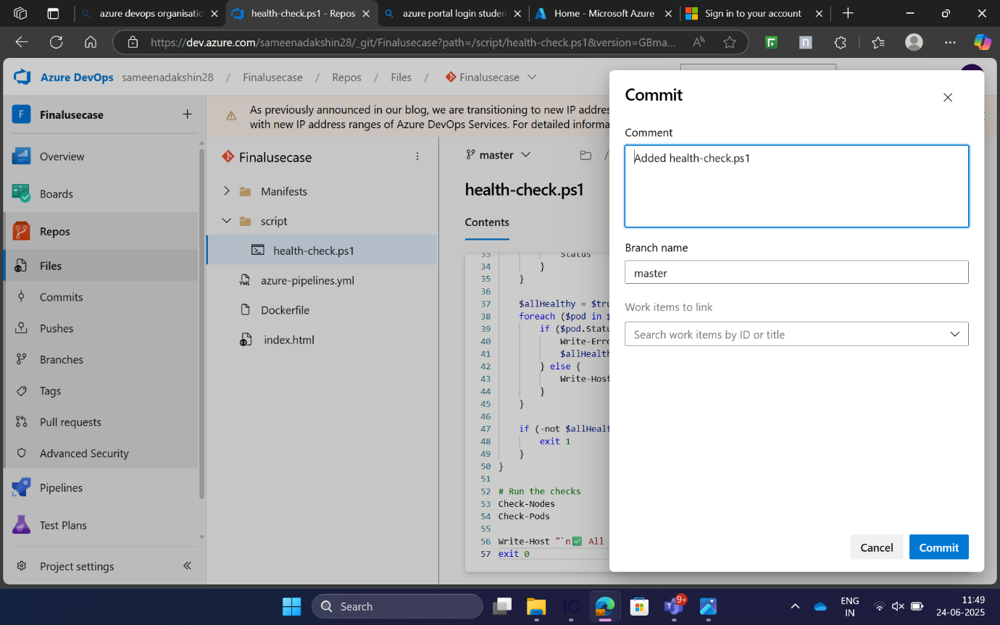 azure devops organisatio
health-check.ps1 - Repos
azure portal login studen
Home - Microsoft Azure
Sign in to your account
https://dev.azure.com/sameenadakshin28/_git/Finalusecase?path=/script/health-check.ps1&version=GBma...
Azure DevOps sameenadakshin28 / Finalusecase / Repos / Files / Finalusecase
F Finalusecase
Overview
Boards
Repos
Files
Commits
Pushes
Branches
Tags
Pull requests
Advanced Security
Pipelines
Test Plans
Project settings
As previously announced in our blog, we are transitioning to new IP addre
with new IP address ranges of Azure DevOps Services. For detailed informa
Finalusecase
Manifests
script
health-check.ps1
azure-pipelines.yml
YML
Dockerfile
index.html
master /
health-check.ps1
Contents
33 Status
34 }
35 }
36
37 $allHealthy = $tru
38 foreach ($pod in $
39 if ($pod.Statu
40 Write-Erro
41 $allHealth
42 } else {
43 Write-Host
44 }
45 }
46
47 if (-not $allHealt
48 exit 1
49 }
50 }
51
52 # Run the checks
53 Check-Nodes
54 Check-Pods
55
56 Write-Host "`n✅ All
57 exit 0
Commit
Comment
Added health-check.ps1
Branch name
master
Work items to link
Search work items by ID or title
Cancel
Commit
Search
9+
ENG
IN
11:49
24-06-2025